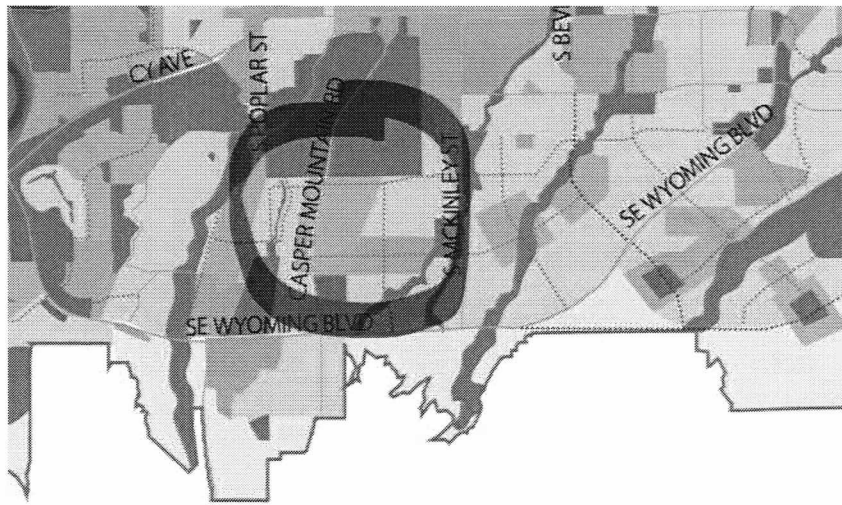 CY AVE
S POPLAR ST
CASPER MOUNTAIN RD
S MCKINLEY ST
S BEV
SE WYOMING BLVD
SE WYOMING BLVD